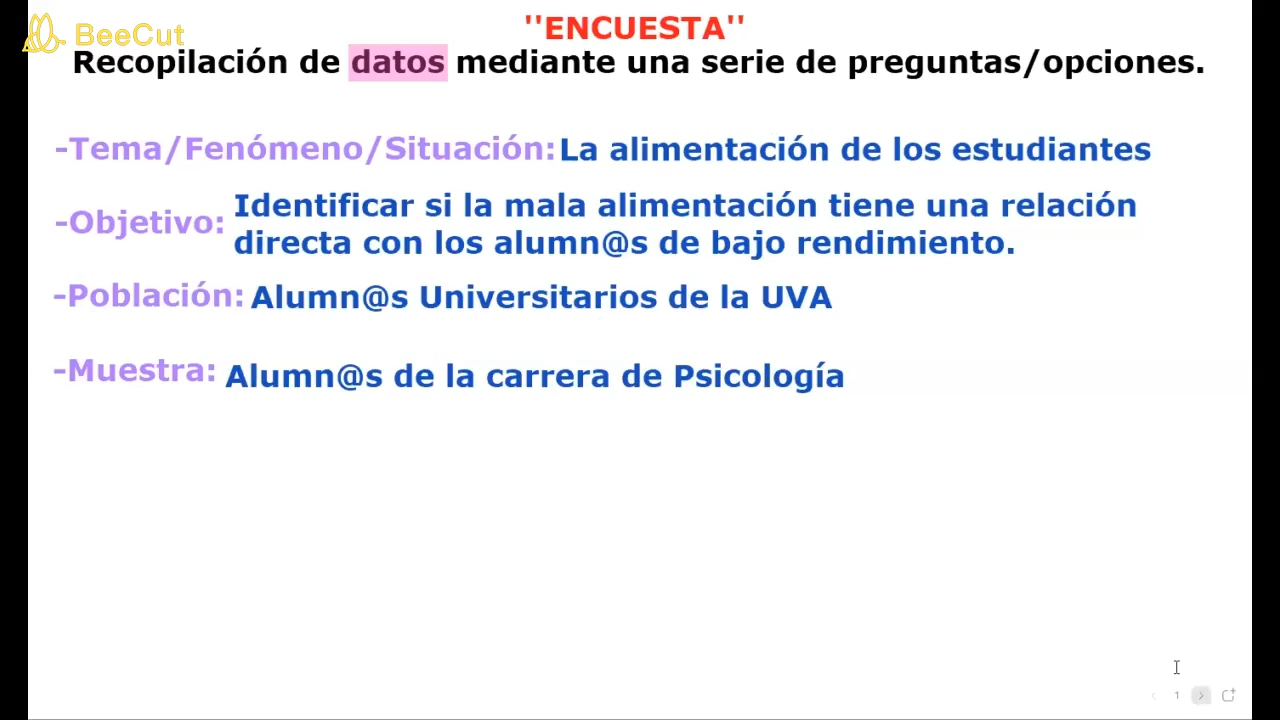 BeeCut
''ENCUESTA''
Recopilación de datos mediante una serie de preguntas/opciones.
-Tema/Fenómeno/Situación: La alimentación de los estudiantes
-Objetivo: Identificar si la mala alimentación tiene una relación
directa con los alumn@s de bajo rendimiento.
-Población: Alumn@s Universitarios de la UVA
-Muestra: Alumn@s de la carrera de Psicología
1